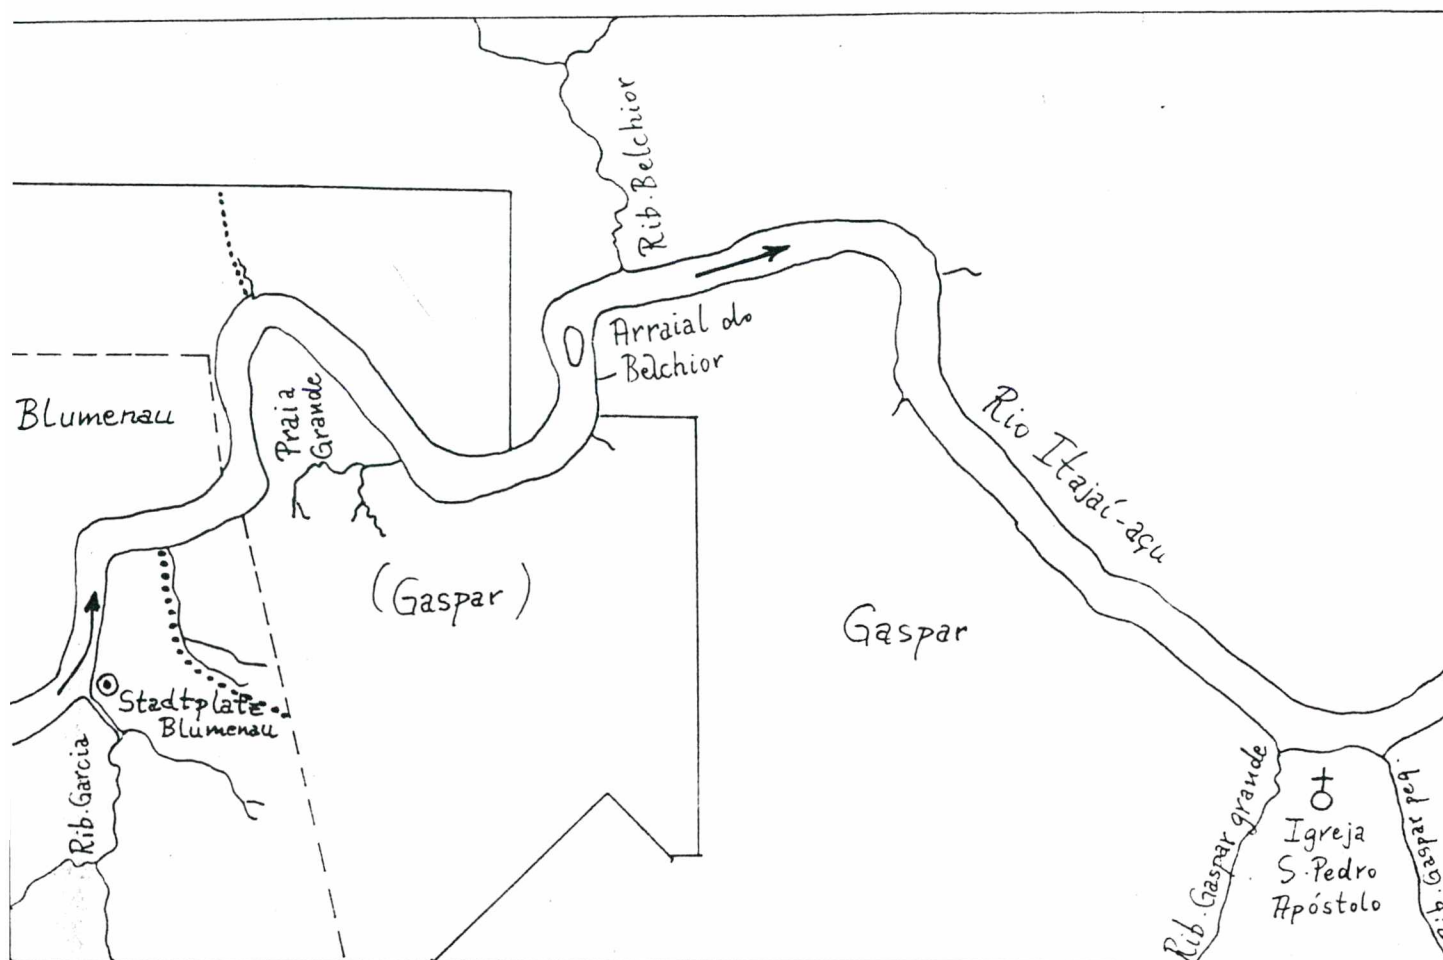 Rib. Belchior
Arraial do
Belchior
Blumenau
Praia
Grande
Rio Itajaí-açu
(Gaspar)
Gaspar
Stadtplatz
Blumenau
Rib. Garcia
Rib. Gaspar grande
Igreja
S. Pedro
Apóstolo
Rib. Gaspar peq.